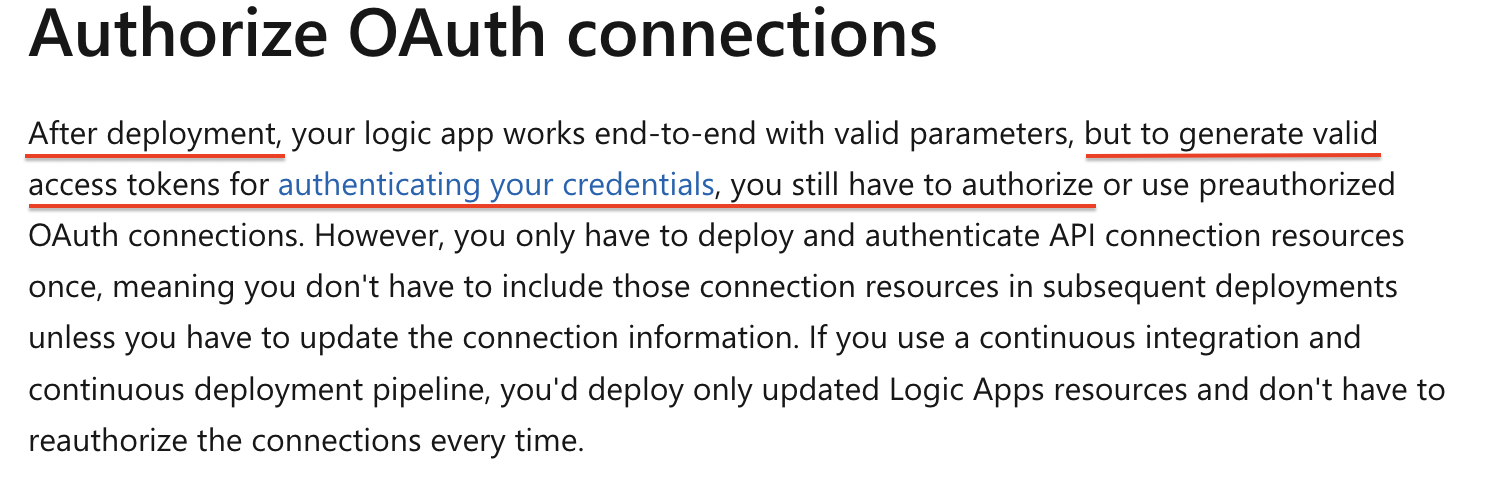 Authorize OAuth connections
After deployment, your logic app works end-to-end with valid parameters, but to generate valid
access tokens for authenticating your credentials, you still have to authorize or use preauthorized
OAuth connections. However, you only have to deploy and authenticate API connection resources
once, meaning you don't have to include those connection resources in subsequent deployments
unless you have to update the connection information. If you use a continuous integration and
continuous deployment pipeline, you'd deploy only updated Logic Apps resources and don't have to
reauthorize the connections every time.